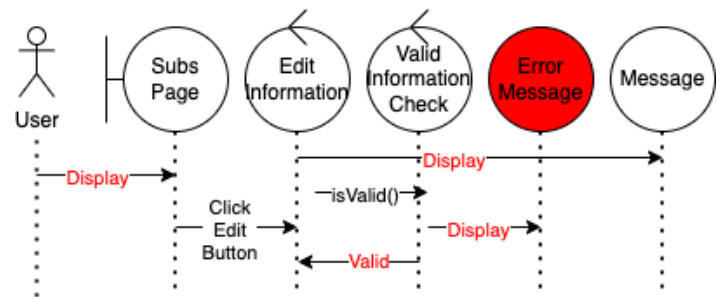 Subs
Page
Edit
Information
Valid
Information
Check
Error
Message
Message
User
Display
Display
isValid()
Click
Edit
Button
Display
Valid